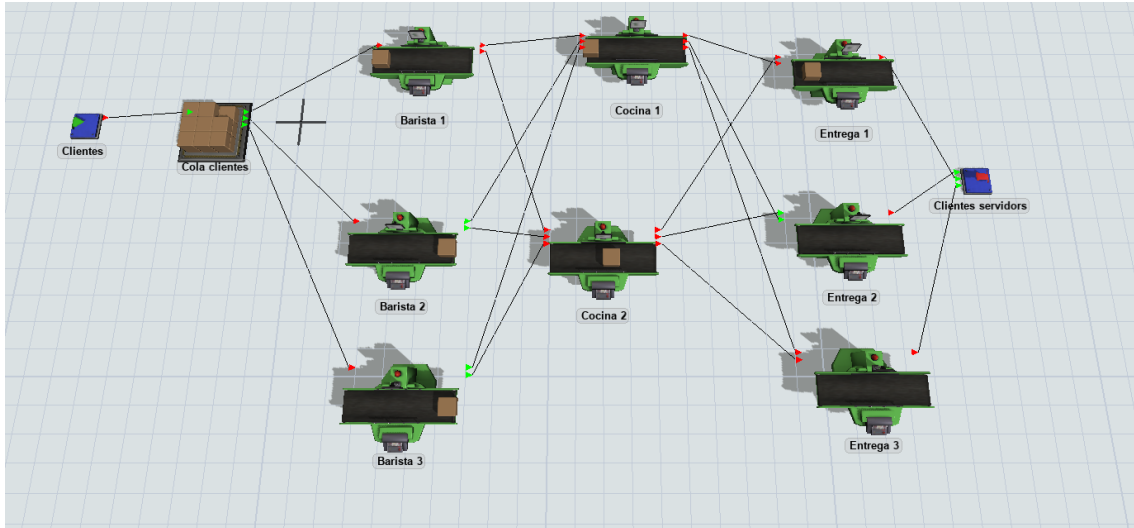 Clientes
Cola clientes
Barista 1
Cocina 1
Entrega 1
Clientes servidors
Barista 2
Cocina 2
Entrega 2
Barista 3
Entrega 3